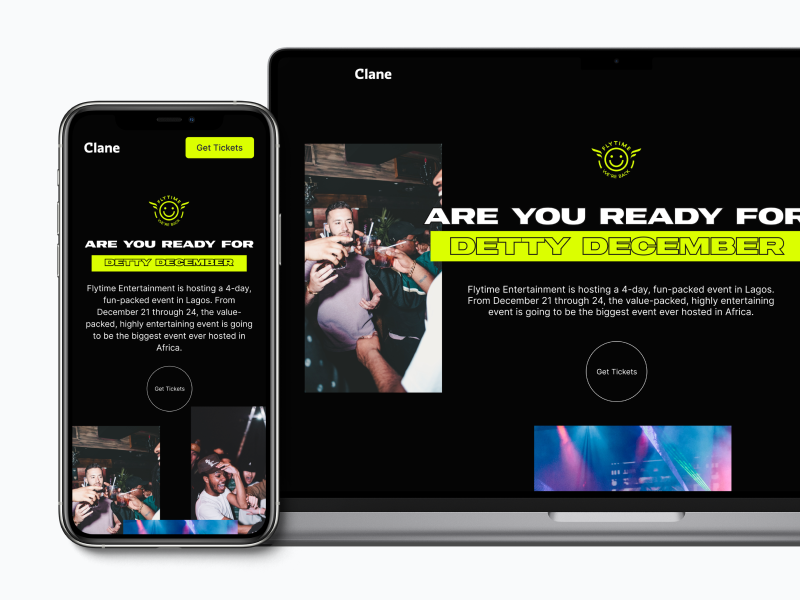 Clane
Get Tickets
FLYTIME
WE'RE BACK
ARE YOU READY FOR
DETTY DECEMBER
Flytime Entertainment is hosting a 4-day,
fun-packed event in Lagos. From
December 21 through 24, the value-
packed, highly entertaining event is going
to be the biggest event ever hosted in
Africa.
Get Tickets
Clane
FLYTIME
WE'RE BACK
ARE YOU READY FOR
DETTY DECEMBER
Flytime Entertainment is hosting a 4-day, fun-packed event in Lagos.
From December 21 through 24, the value-packed, highly entertaining
event is going to be the biggest event ever hosted in Africa.
Get Tickets